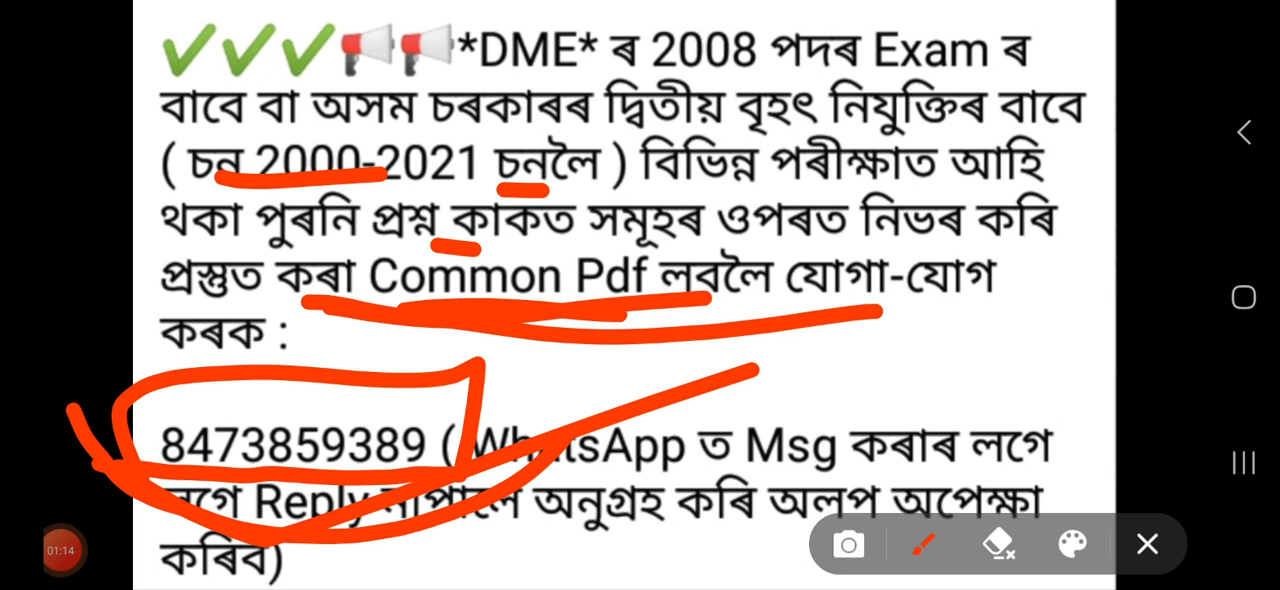 ✔✔✔📢📢*DME* ৰ 2008 পদৰ Exam ৰ
বাবে বা অসম চৰকাৰৰ দ্বিতীয় বৃহৎ নিযুক্তিৰ বাবে
( চন 2000-2021 চনলৈ ) বিভিন্ন পৰীক্ষাত আহি
থকা পুৰনি প্ৰশ্ন কাকত সমূহৰ ওপৰত নিভৰ কৰি
প্ৰস্তুত কৰা Common Pdf লবলৈ যোগা-যোগ
কৰক :
8473859389 ( WhatsApp ত Msg কৰাৰ লগে
লগে Reply নাপালে অনুগ্ৰহ কৰি অলপ অপেক্ষা
কৰিব)
01:14